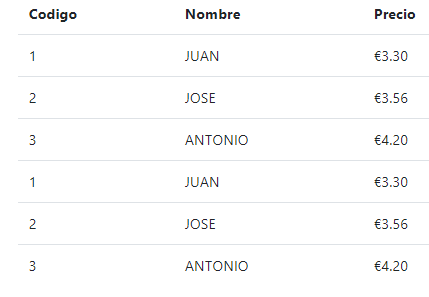 Codigo Nombre Precio
1 JUAN €3.30
2 JOSE €3.56
3 ANTONIO €4.20
1 JUAN €3.30
2 JOSE €3.56
3 ANTONIO €4.20